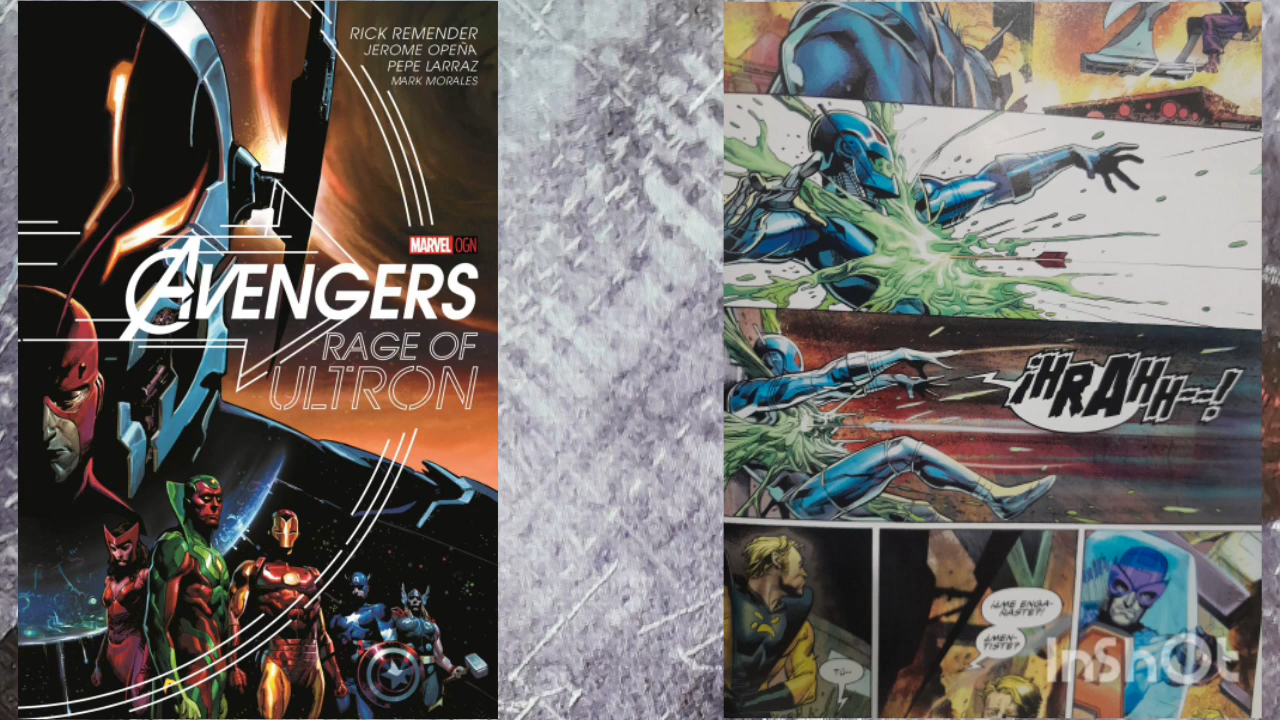 RICK REMENDER
JEROME OPEÑA
PEPE LARRAZ
MARK MORALES
MARVEL OGN
AVENGERS
RAGE OF
ULTRON
¡HRAHH--!
¡¿ME ENGA-
ÑASTE?!
¿MEN-
TISTE?
TÚ--
InShOt